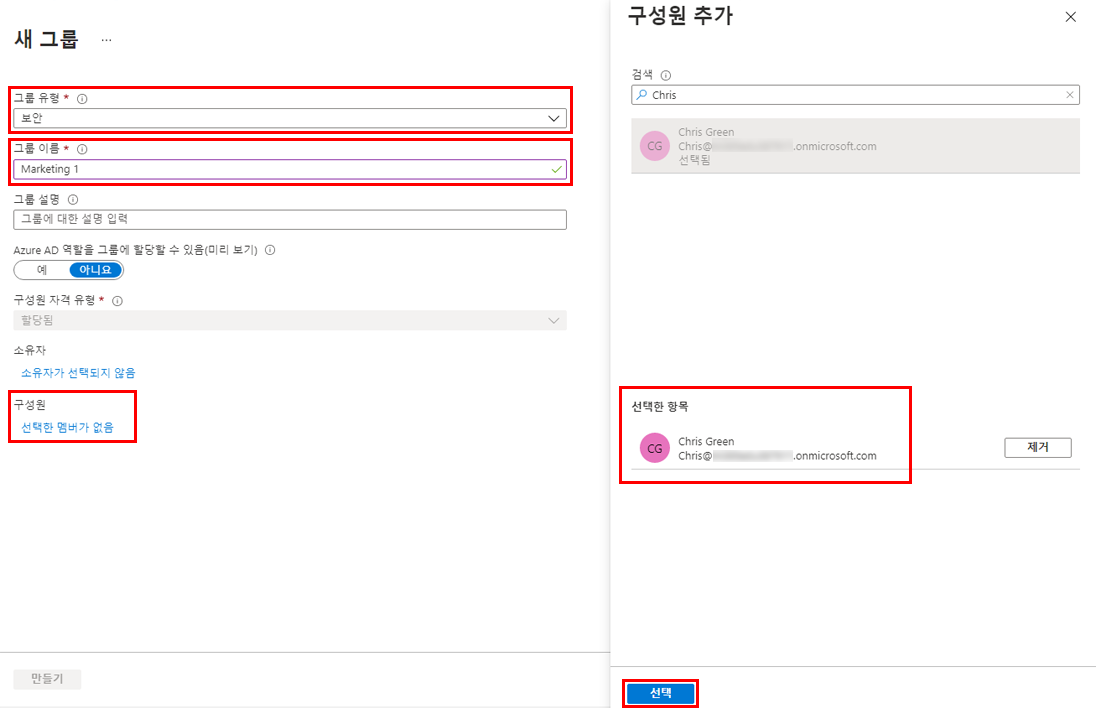 새 그룹 ...
그룹 유형 *
보안
그룹 이름 *
Marketing 1
그룹 설명
그룹에 대한 설명 입력
Azure AD 역할을 그룹에 할당할 수 있음(미리 보기)
예 아니요
구성원 자격 유형 *
할당됨
소유자
소유자가 선택되지 않음
구성원
선택한 멤버가 없음
만들기
구성원 추가
검색
Chris
CG
Chris Green
Chris@ .onmicrosoft.com
선택됨
선택한 항목
CG
Chris Green
Chris@ .onmicrosoft.com
제거
선택